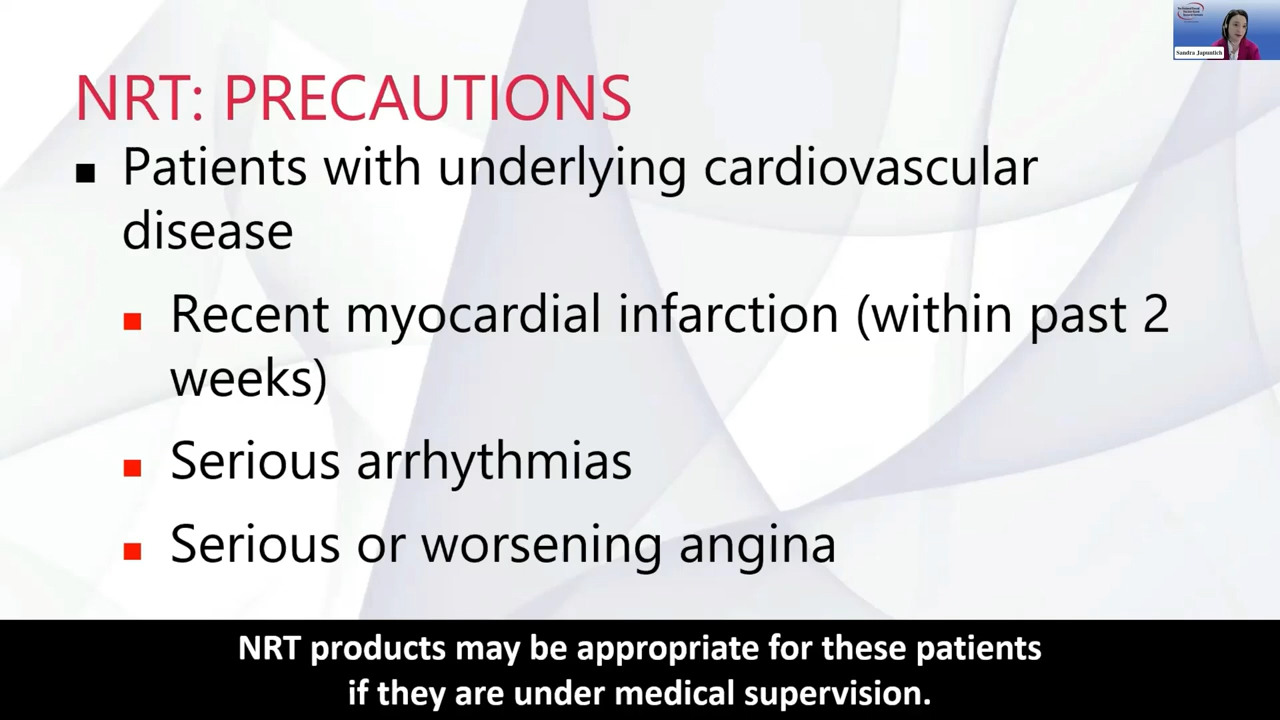 Sandra Japuntich
NRT: PRECAUTIONS
Patients with underlying cardiovascular
disease
Recent myocardial infarction (within past 2
weeks)
Serious arrhythmias
Serious or worsening angina
NRT products may be appropriate for these patients
if they are under medical supervision.